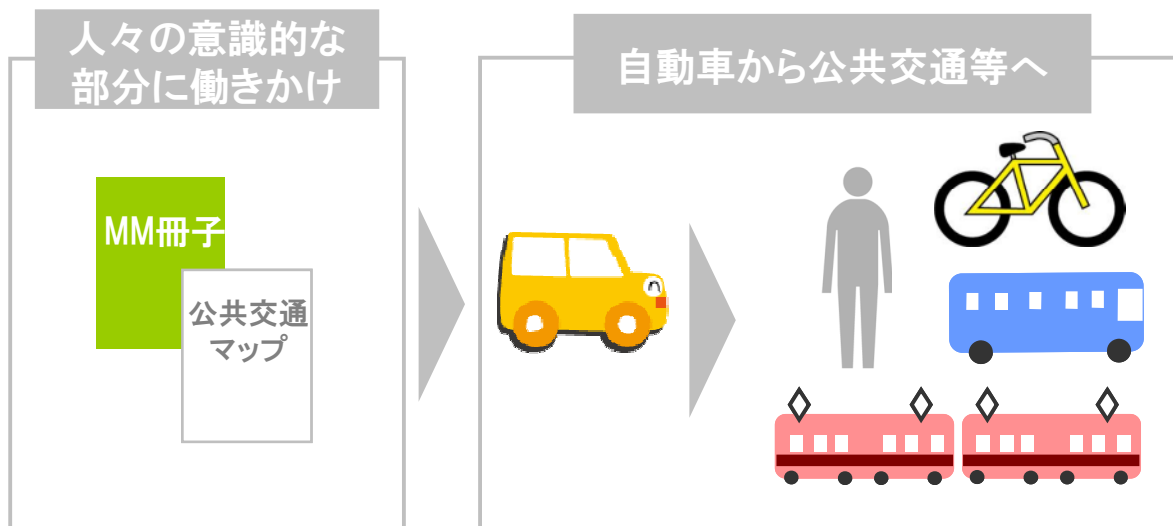 人々の意識的な
部分に働きかけ
自動車から公共交通等へ
MM冊子
公共交通
マップ